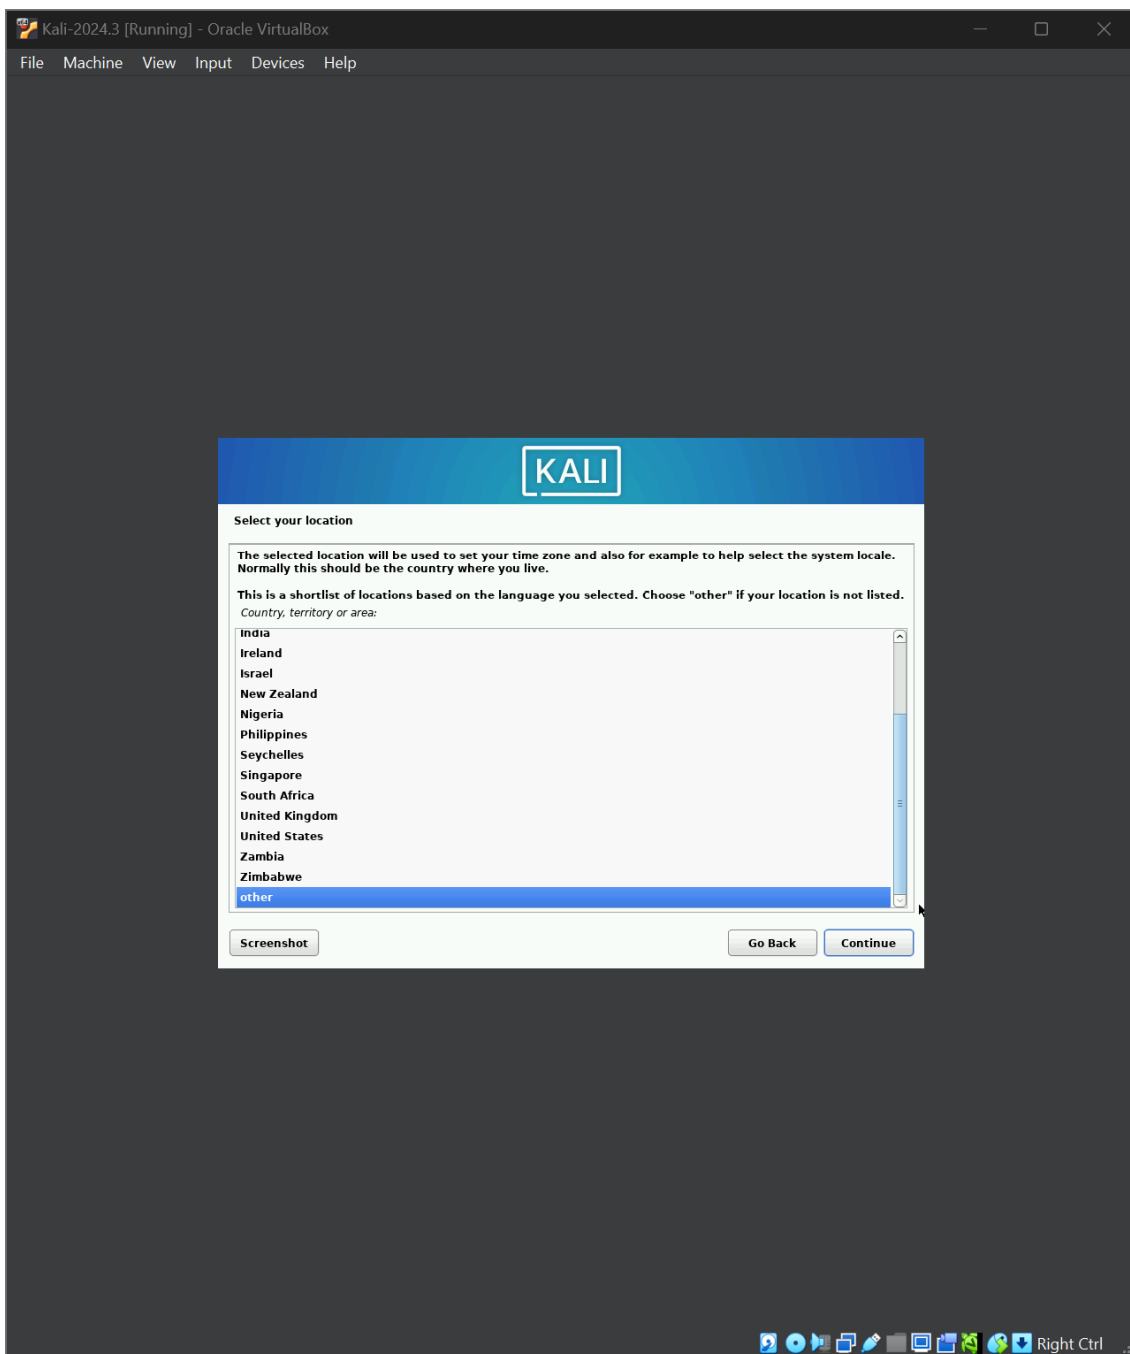 Kali-2024.3 [Running] - Oracle VirtualBox
File Machine View Input Devices Help
KALI
Select your location
The selected location will be used to set your time zone and also for example to help select the system locale.
Normally this should be the country where you live.
This is a shortlist of locations based on the language you selected. Choose "other" if your location is not listed.
Country, territory or area:
India
Ireland
Israel
New Zealand
Nigeria
Philippines
Seychelles
Singapore
South Africa
United Kingdom
United States
Zambia
Zimbabwe
other
Screenshot Go Back Continue
Right Ctrl